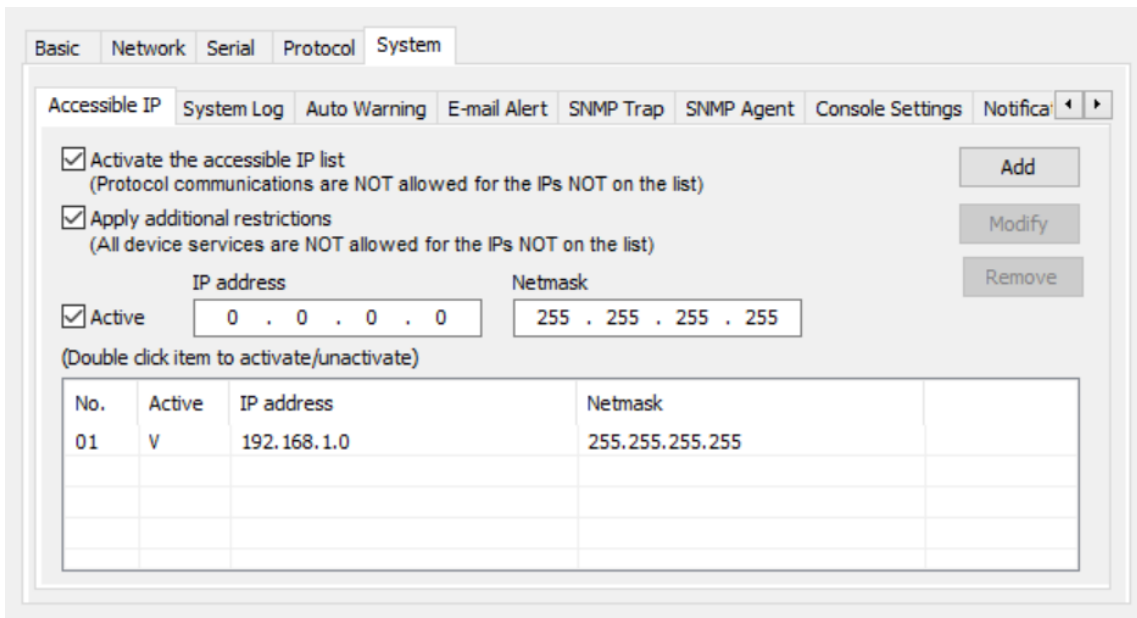 Basic Network Serial Protocol System
Accessible IP System Log Auto Warning E-mail Alert SNMP Trap SNMP Agent Console Settings Notificat
Activate the accessible IP list
(Protocol communications are NOT allowed for the IPs NOT on the list)
Add
Apply additional restrictions
(All device services are NOT allowed for the IPs NOT on the list)
Modify
IP address Netmask
Remove
Active 0 . 0 . 0 . 0 255 . 255 . 255 . 255
(Double click item to activate/unactivate)
No. Active IP address Netmask
01 V 192.168.1.0 255.255.255.255